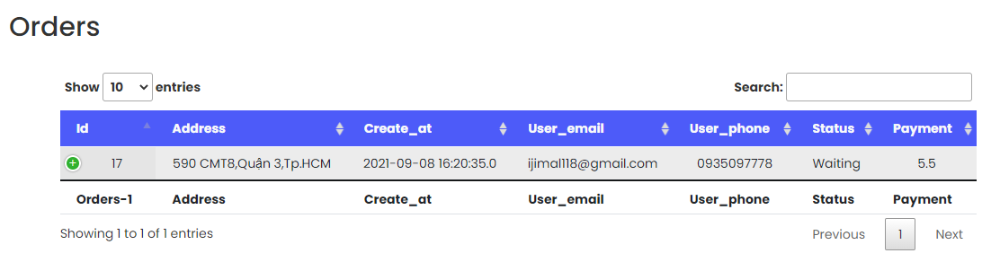 Orders
Show 10 entries Search:
Id Address Create_at User_email User_phone Status Payment
17 590 CMT8,Quận 3,Tp.HCM 2021-09-08 16:20:35.0 ijimal118@gmail.com 0935097778 Waiting 5.5
Orders-1 Address Create_at User_email User_phone Status Payment
Showing 1 to 1 of 1 entries Previous 1 Next